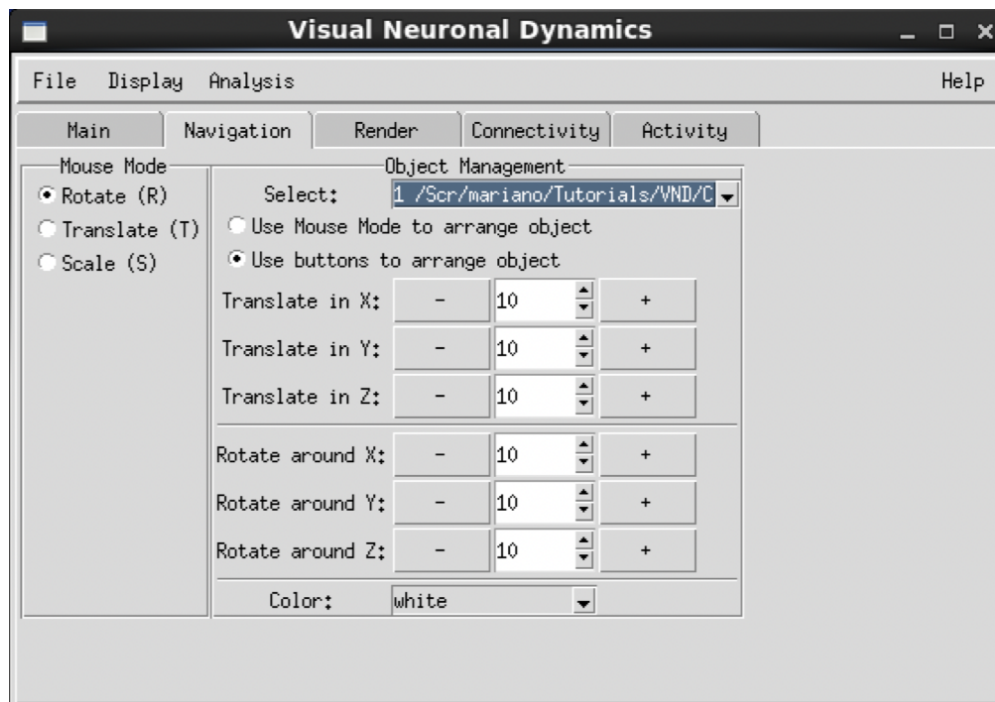 Visual Neuronal Dynamics
File Display Analysis Help
Main Navigation Render Connectivity Activity
Mouse Mode
Rotate (R)
Translate (T)
Scale (S)
Object Management
Select: 1 /Scr/mariano/Tutorials/VND/C
Use Mouse Mode to arrange object
Use buttons to arrange object
Translate in X: - 10 +
Translate in Y: - 10 +
Translate in Z: - 10 +
Rotate around X: - 10 +
Rotate around Y: - 10 +
Rotate around Z: - 10 +
Color: white